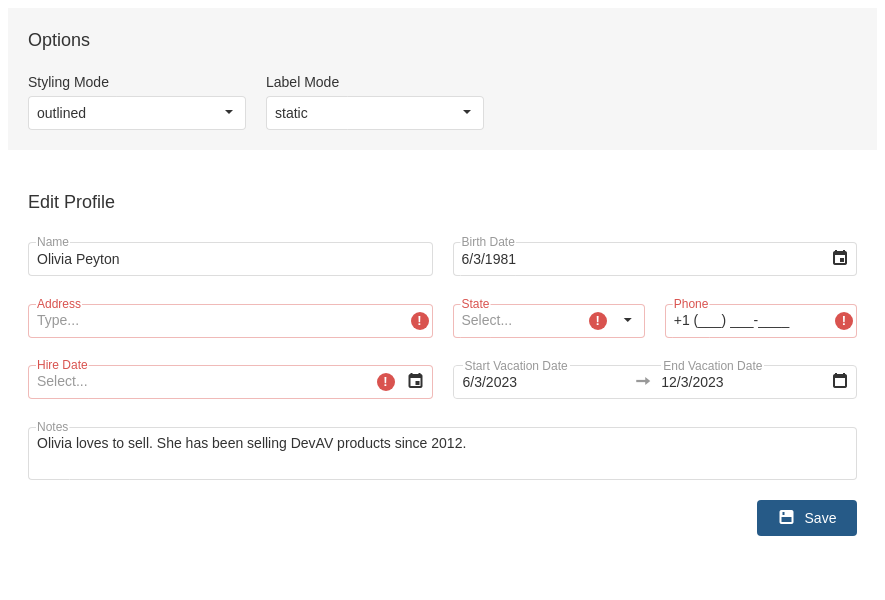 Options
Styling Mode
Label Mode
outlined
static
Edit Profile
Name
Olivia Peyton
Birth Date
6/3/1981
Address
Type...
State
Select...
Phone
+1 (___) ___-____
Hire Date
Select...
Start Vacation Date
6/3/2023
End Vacation Date
12/3/2023
Notes
Olivia loves to sell. She has been selling DevAV products since 2012.
Save